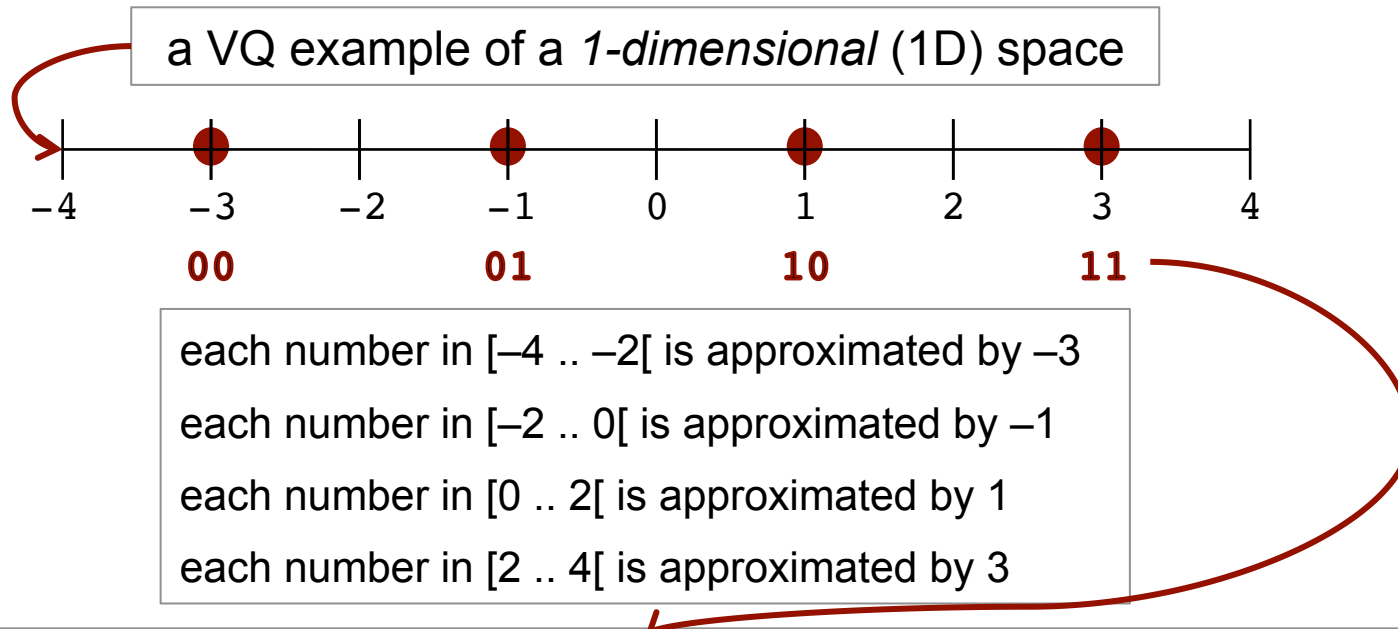 a VQ example of a 1-dimensional (1D) space
–4 –3 –2 –1 0 1 2 3 4
00 01 10 11
each number in [–4 .. –2[ is approximated by –3
each number in [–2 .. 0[ is approximated by –1
each number in [0 .. 2[ is approximated by 1
each number in [2 .. 4[ is approximated by 3